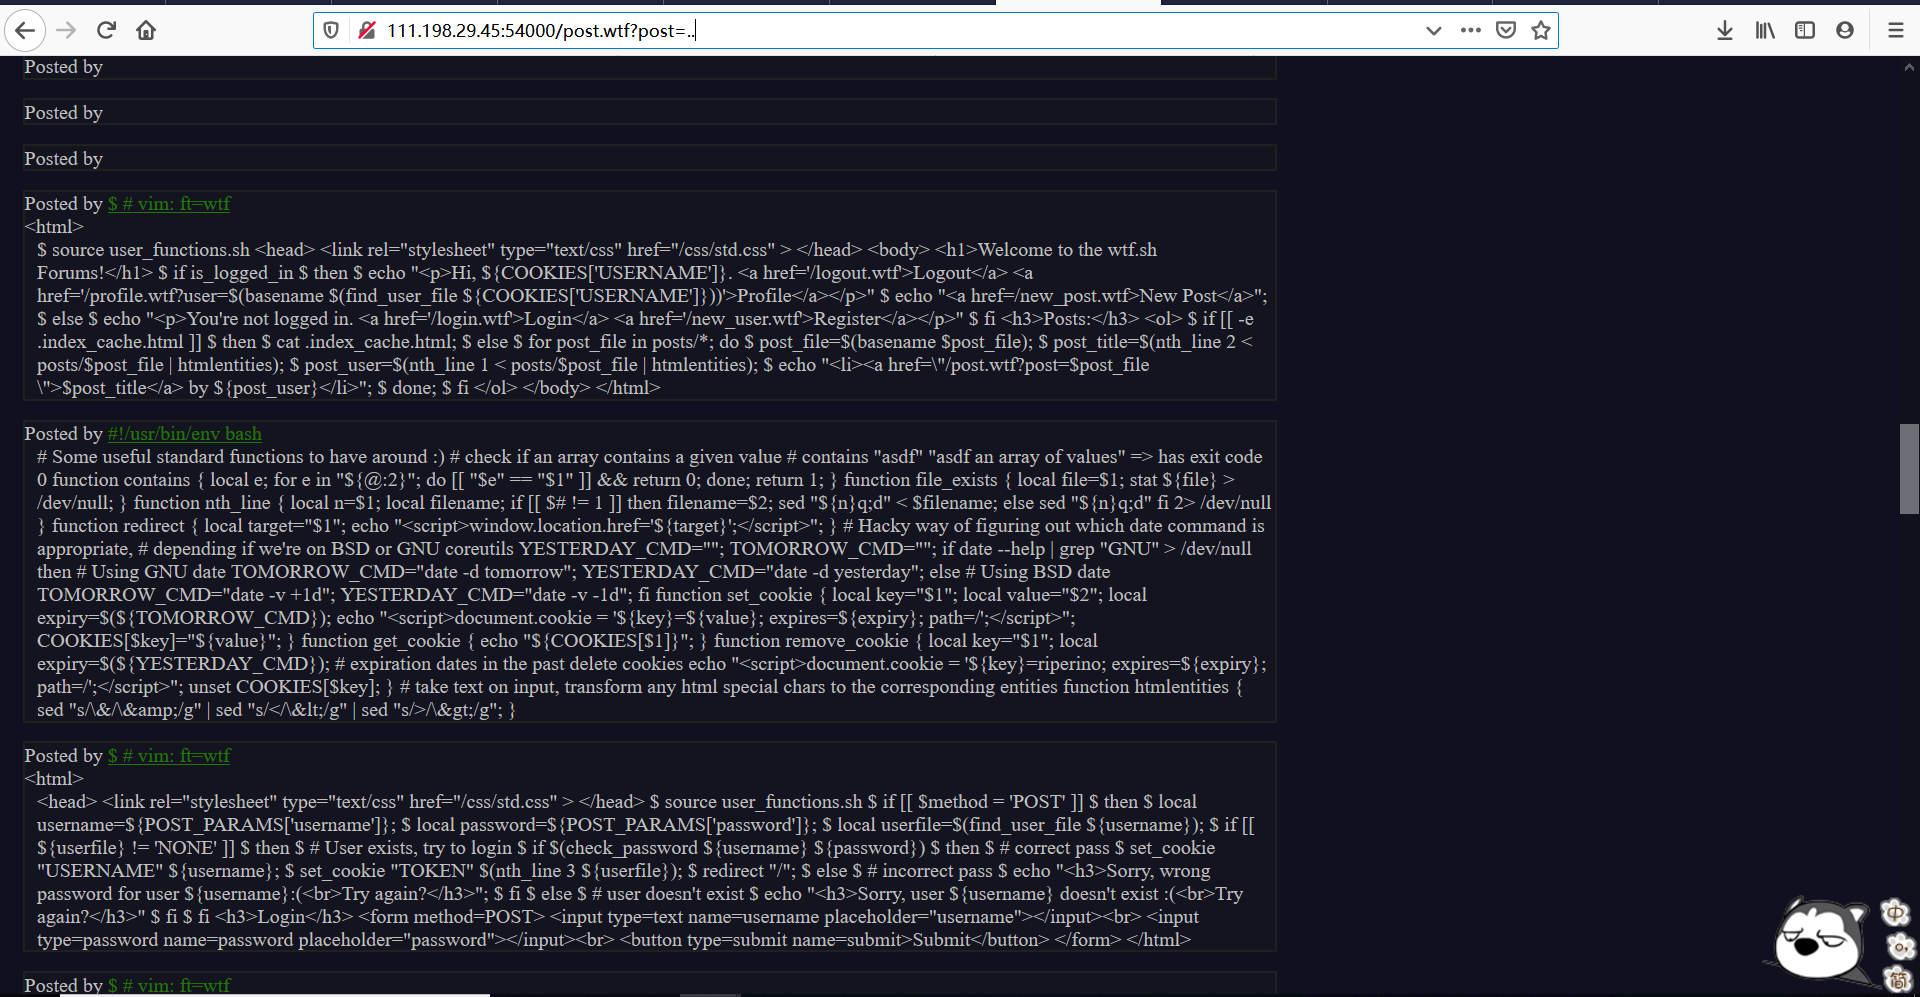 111.198.29.45:54000/post.wtf?post=..
Posted by
Posted by
Posted by
Posted by $ # vim: ft=wtf
<html>
$ source user_functions.sh <head> <link rel="stylesheet" type="text/css" href="/css/std.css" > </head> <body> <h1>Welcome to the wtf.sh
Forums!</h1> $ if is_logged_in $ then $ echo "<p>Hi, ${COOKIES['USERNAME']}. <a href='/logout.wtf'>Logout</a> <a
href='/profile.wtf?user=$(basename $(find_user_file ${COOKIES['USERNAME']}))'>Profile</a></p>" $ echo "<a href=/new_post.wtf>New Post</a>";
$ else $ echo "<p>You're not logged in. <a href='/login.wtf'>Login</a> <a href='/new_user.wtf'>Register</a></p>" $ fi <h3>Posts:</h3> <ol> $ if [[ -e
.index_cache.html ]] $ then $ cat .index_cache.html; $ else $ for post_file in posts/*; do $ post_file=$(basename $post_file); $ post_title=$(nth_line 2 <
posts/$post_file | htmlentities); $ post_user=$(nth_line 1 < posts/$post_file | htmlentities); $ echo "<li><a href=\"/post.wtf?post=$post_file
\">$post_title</a> by ${post_user}</li>"; $ done; $ fi </ol> </body> </html>
Posted by #!/usr/bin/env bash
# Some useful standard functions to have around :) # check if an array contains a given value # contains "asdf" "asdf an array of values" => has exit code
0 function contains { local e; for e in "${@:2}"; do [[ "$e" == "$1" ]] && return 0; done; return 1; } function file_exists { local file=$1; stat ${file} >
/dev/null; } function nth_line { local n=$1; local filename; if [[ $# != 1 ]] then filename=$2; sed "${n}q;d" < $filename; else sed "${n}q;d" fi 2> /dev/null
} function redirect { local target="$1"; echo "<script>window.location.href='${target}';</script>"; } # Hacky way of figuring out which date command is
appropriate, # depending if we're on BSD or GNU coreutils YESTERDAY_CMD=""; TOMORROW_CMD=""; if date --help | grep "GNU" > /dev/null
then # Using GNU date TOMORROW_CMD="date -d tomorrow"; YESTERDAY_CMD="date -d yesterday"; else # Using BSD date
TOMORROW_CMD="date -v +1d"; YESTERDAY_CMD="date -v -1d"; fi function set_cookie { local key="$1"; local value="$2"; local
expiry=$(${TOMORROW_CMD}); echo "<script>document.cookie = '${key}=${value}; expires=${expiry}; path=/';</script>";
COOKIES[$key]="${value}"; } function get_cookie { echo "${COOKIES[$1]}"; } function remove_cookie { local key="$1"; local
expiry=$(${YESTERDAY_CMD}); # expiration dates in the past delete cookies echo "<script>document.cookie = '${key}=riperino; expires=${expiry};
path=/';</script>"; unset COOKIES[$key]; } # take text on input, transform any html special chars to the corresponding entities function htmlentities {
sed "s/\&/\&amp;/g" | sed "s/</\&lt;/g" | sed "s/>/\&gt;/g"; }
Posted by $ # vim: ft=wtf
<html>
<head> <link rel="stylesheet" type="text/css" href="/css/std.css" > </head> $ source user_functions.sh $ if [[ $method = 'POST' ]] $ then $ local
username=${POST_PARAMS['username']}; $ local password=${POST_PARAMS['password']}; $ local userfile=$(find_user_file ${username}); $ if [[
${userfile} != 'NONE' ]] $ then $ # User exists, try to login $ if $(check_password ${username} ${password}) $ then $ # correct pass $ set_cookie
"USERNAME" ${username}; $ set_cookie "TOKEN" $(nth_line 3 ${userfile}); $ redirect "/"; $ else $ # incorrect pass $ echo "<h3>Sorry, wrong
password for user ${username}:(<br>Try again?</h3>"; $ fi $ else $ # user doesn't exist $ echo "<h3>Sorry, user ${username} doesn't exist :(<br>Try
again?</h3>" $ fi $ fi <h3>Login</h3> <form method=POST> <input type=text name=username placeholder="username"></input><br> <input
type=password name=password placeholder="password"></input><br> <button type=submit name=submit>Submit</button> </form> </html>
Posted by $ # vim: ft=wtf
中
简